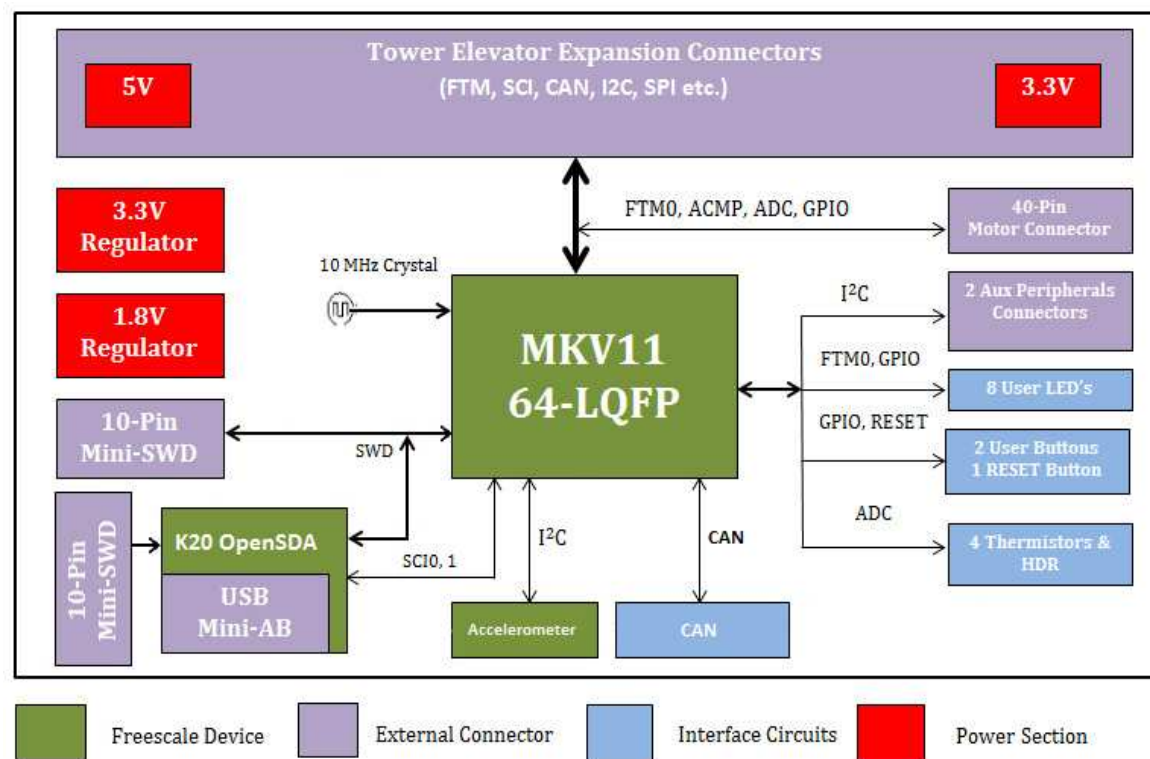 Tower Elevator Expansion Connectors
(FTM, SCI, CAN, I2C, SPI etc.)
5V
3.3V
3.3V
Regulator
FTM0, ACMP, ADC, GPIO
40-Pin
Motor Connector
10 MHz Crystal
I²C
2 Aux Peripherals
Connectors
1.8V
Regulator
MKV11
64-LQFP
FTM0, GPIO
8 User LED's
10-Pin
Mini-SWD
SWD
GPIO, RESET
2 User Buttons
1 RESET Button
10-Pin
Mini-SWD
K20 OpenSDA
USB
Mini-AB
SCI0, 1
I²C
CAN
ADC
4 Thermistors &
HDR
Accelerometer
CAN
Freescale Device
External Connector
Interface Circuits
Power Section